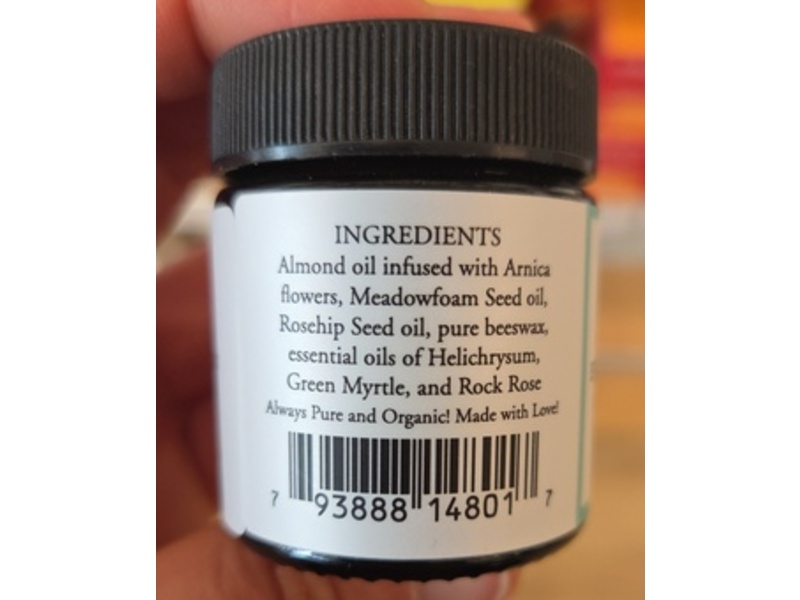 INGREDIENTS
Almond oil infused with Arnica
flowers, Meadowfoam Seed oil,
Rosehip Seed oil, pure beeswax,
essential oils of Helichrysum,
Green Myrtle, and Rock Rose
Always Pure and Organic! Made with Love!
7 93888 14801 7